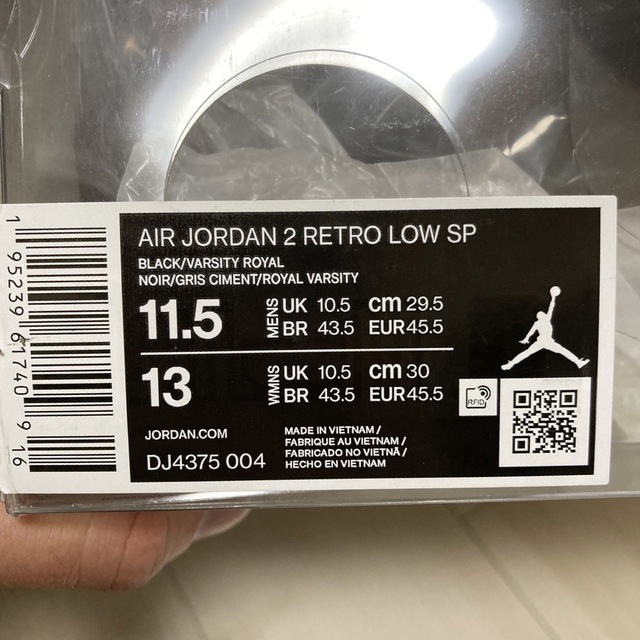 AIR JORDAN 2 RETRO LOW SP
BLACK/VARSITY ROYAL
NOIR/GRIS CIMENT/ROYAL VARSITY
11.5 MENS UK 10.5 cm 29.5
BR 43.5 EUR 45.5
13 WMNS UK 10.5 cm 30
BR 43.5 EUR 45.5
RFID
JORDAN.COM
DJ4375 004
MADE IN VIETNAM /
FABRIQUE AU VIETNAM /
FABRICADO NO VIETNÃ /
HECHO EN VIETNAM
1 95239 61740 9 16